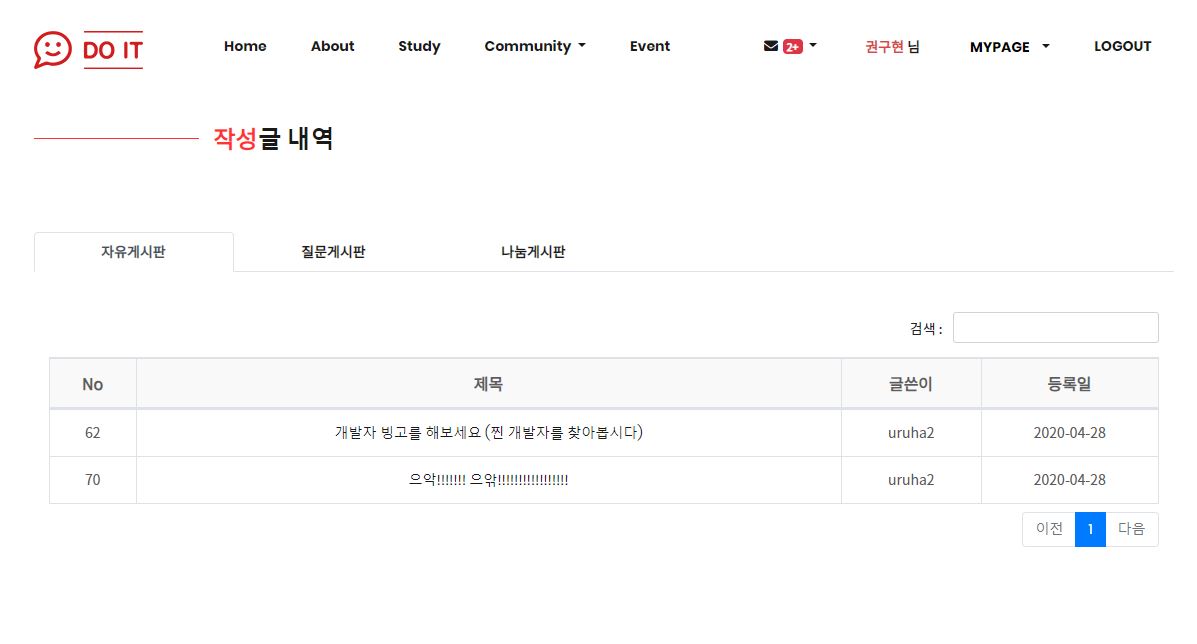 DO IT Home About Study Community Event 2+ 권구현 님 MYPAGE LOGOUT
작성글 내역
자유게시판 질문게시판 나눔게시판
검색 :
No 제목 글쓴이 등록일
62 개발자 빙고를 해보세요 (찐 개발자를 찾아봅시다) uruha2 2020-04-28
70 으악!!!!!!! 으앆!!!!!!!!!!!!!!!!! uruha2 2020-04-28
이전 1 다음